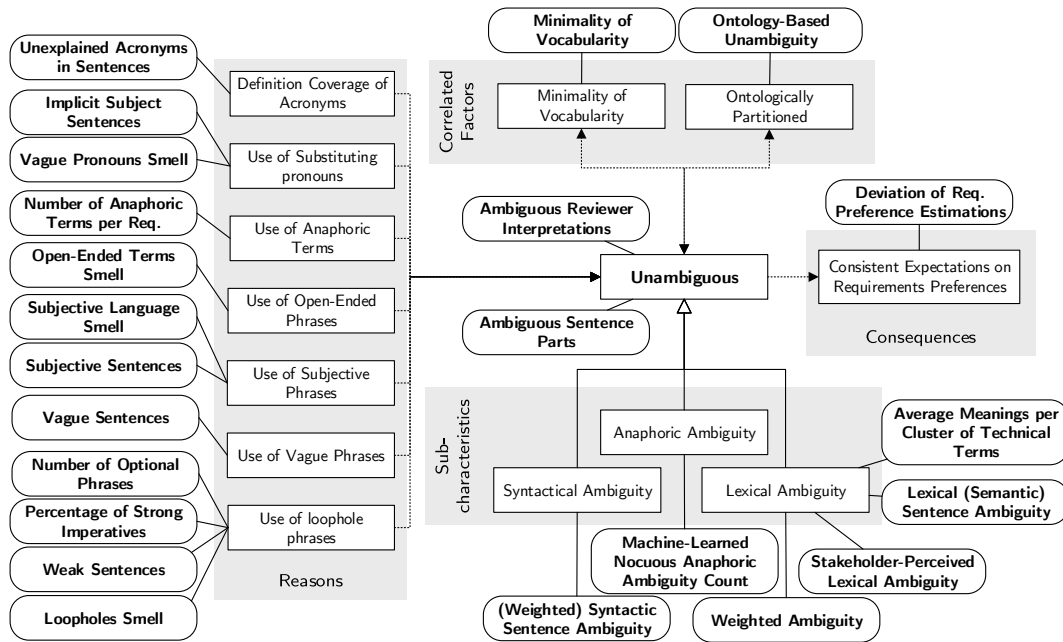 Unexplained Acronyms
in Sentences
Implicit Subject
Sentences
Vague Pronouns Smell
Number of Anaphoric
Terms per Req.
Open-Ended Terms
Smell
Subjective Language
Smell
Subjective Sentences
Vague Sentences
Number of Optional
Phrases
Percentage of Strong
Imperatives
Weak Sentences
Loopholes Smell
Definition Coverage of
Acronyms
Use of Substituting
pronouns
Use of Anaphoric
Terms
Use of Open-Ended
Phrases
Use of Subjective
Phrases
Use of Vague Phrases
Use of loophole
phrases
Reasons
Minimality of
Vocabularity
Ontology-Based
Unambiguity
Correlated
Factors
Minimality of
Vocabularity
Ontologically
Partitioned
Ambiguous Reviewer
Interpretations
Unambiguous
Ambiguous Sentence
Parts
Deviation of Req.
Preference Estimations
Consistent Expectations on
Requirements Preferences
Consequences
Sub-
characteristics
Anaphoric Ambiguity
Syntactical Ambiguity
Lexical Ambiguity
Average Meanings per
Cluster of Technical
Terms
Lexical (Semantic)
Sentence Ambiguity
Machine-Learned
Nocuous Anaphoric
Ambiguity Count
Stakeholder-Perceived
Lexical Ambiguity
(Weighted) Syntactic
Sentence Ambiguity
Weighted Ambiguity